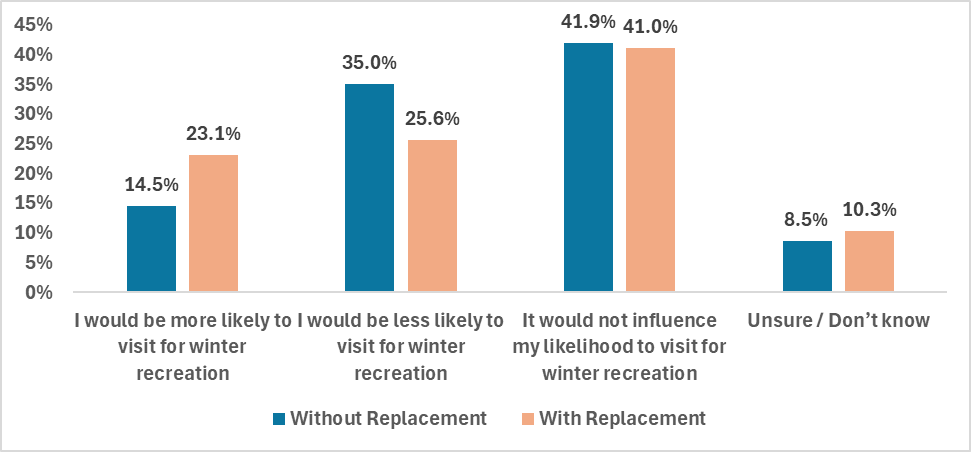 45%
40%
35%
30%
25%
20%
15%
10%
5%
0%
14.5%
23.1%
35.0%
25.6%
41.9%
41.0%
8.5%
10.3%
I would be more likely to
visit for winter
recreation
I would be less likely to
visit for winter
recreation
It would not influence
my likelihood to visit for
winter recreation
Unsure / Don’t know
Without Replacement
With Replacement